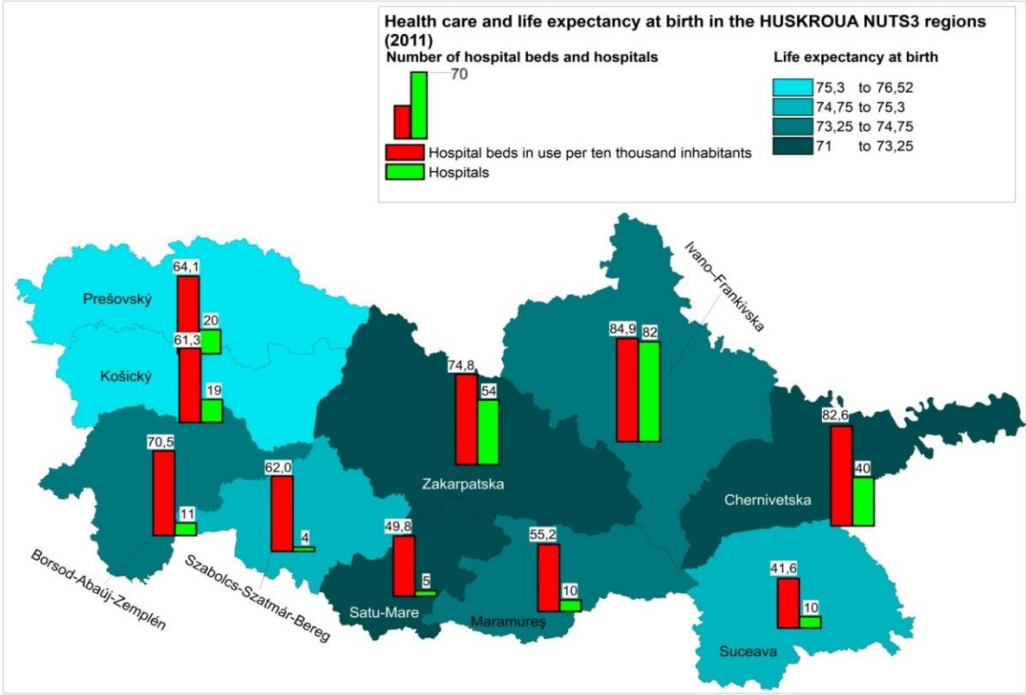 Health care and life expectancy at birth in the HUSKROUA NUTS3 regions
(2011)
Number of hospital beds and hospitals
70
Hospital beds in use per ten thousand inhabitants
Hospitals
Life expectancy at birth
75,3 to 76,52
74,75 to 75,3
73,25 to 74,75
71 to 73,25
Ivano–Frankivska
84,9
82
Prešovský
64,1
20
Košický
61,3
19
Zakarpatska
74,8
54
Chernivetska
82,6
40
Borsod-Abaúj-Zemplén
70,5
11
Szabolcs-Szatmár-Bereg
62,0
4
Satu-Mare
49,8
5
Maramureş
55,2
10
Suceava
41,6
10